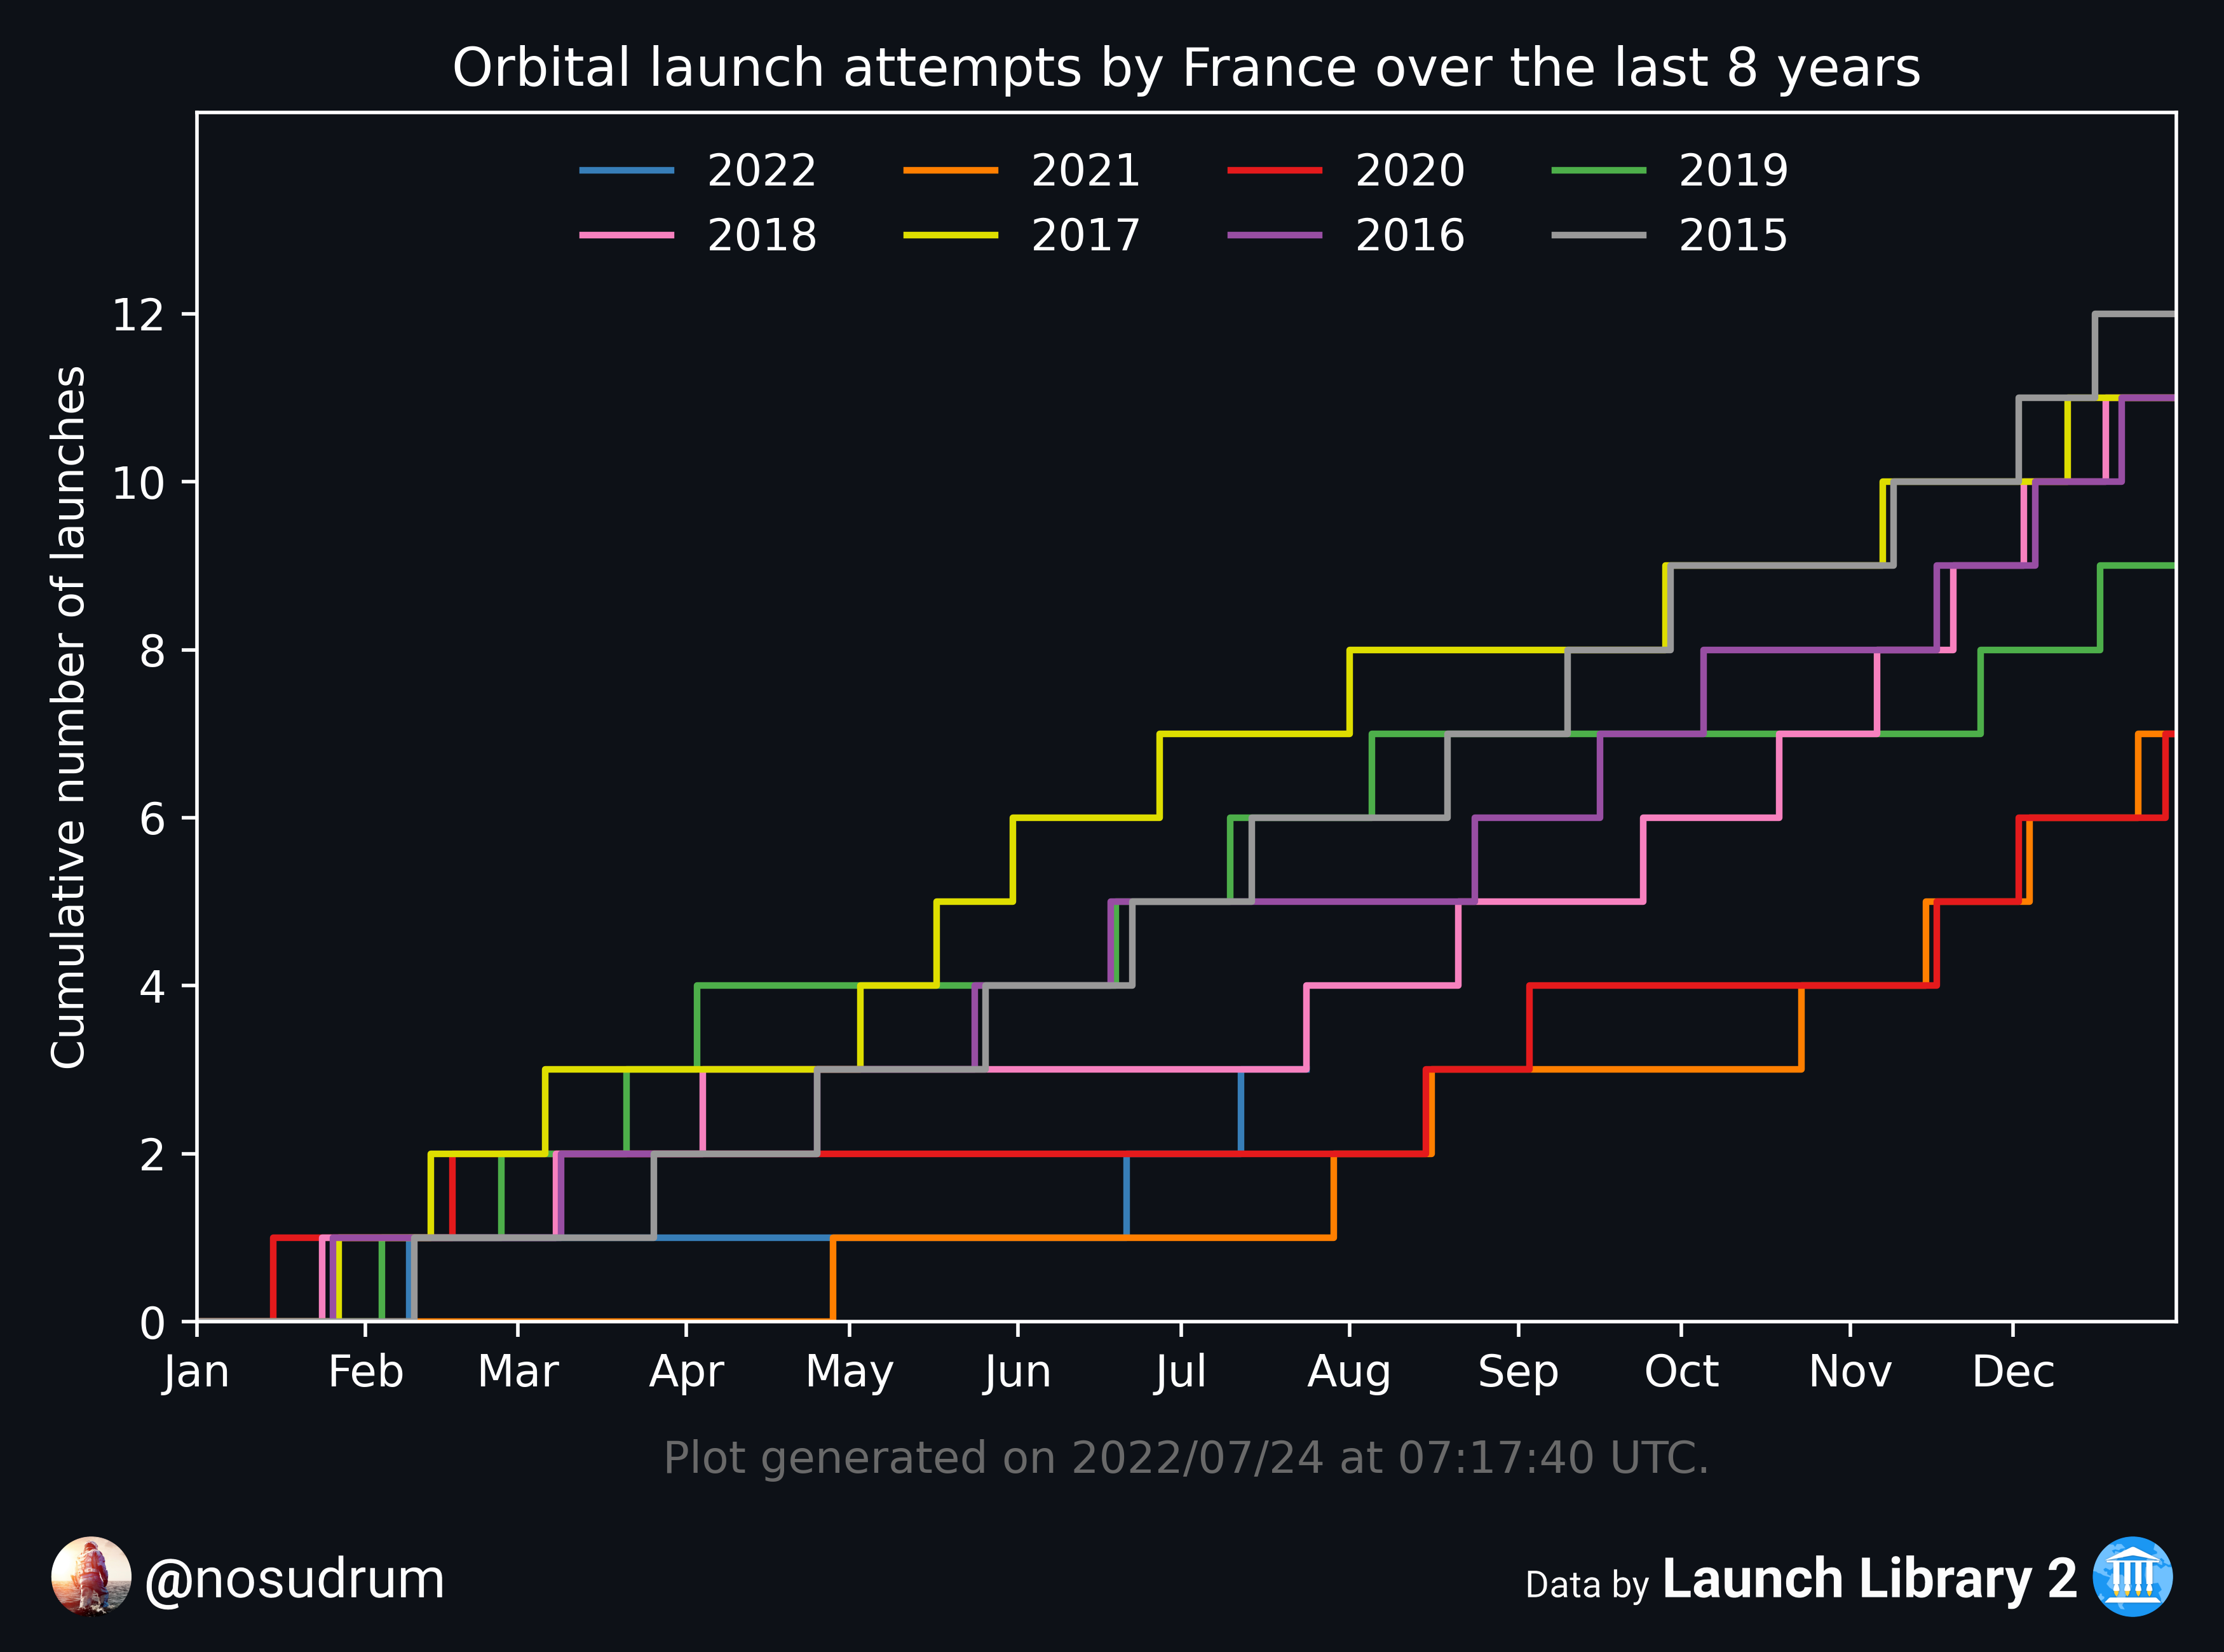 Orbital launch attempts by France over the last 8 years
2022 2021 2020 2019
2018 2017 2016 2015
Cumulative number of launches
12
10
8
6
4
2
0
Jan Feb Mar Apr May Jun Jul Aug Sep Oct Nov Dec
Plot generated on 2022/07/24 at 07:17:40 UTC.
@nosudrum
Data by Launch Library 2